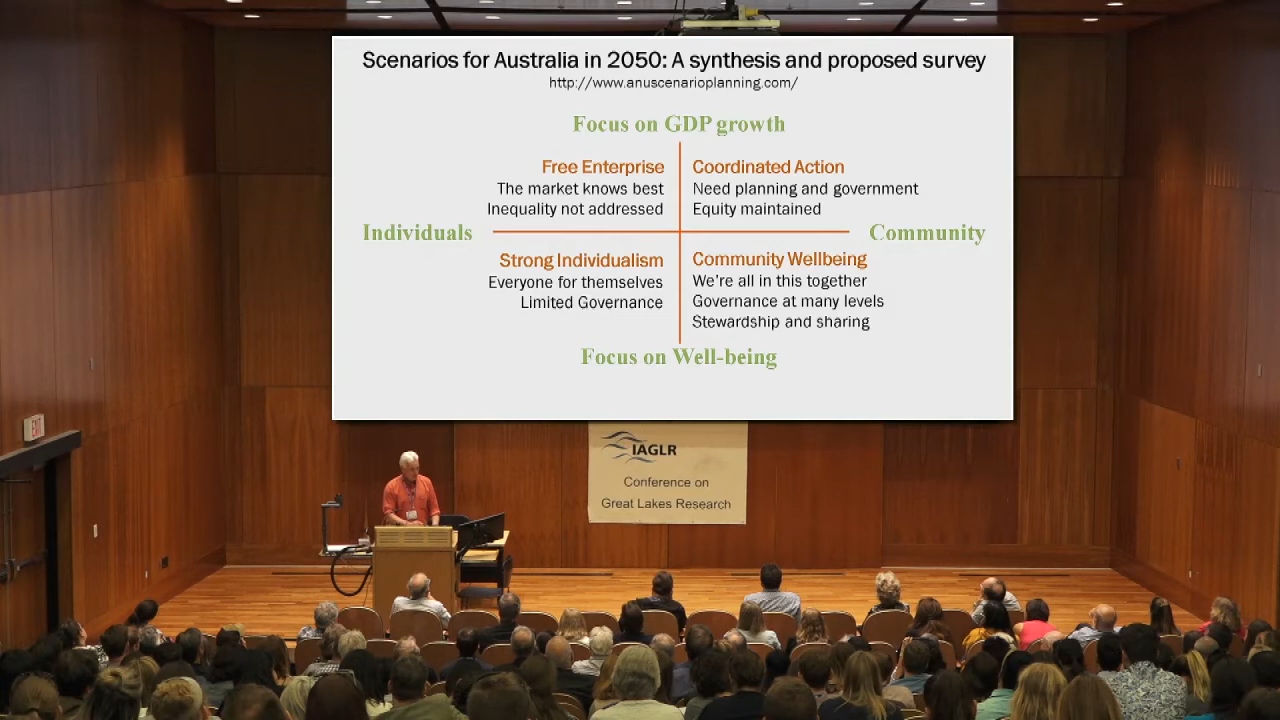 Scenarios for Australia in 2050: A synthesis and proposed survey
http://www.anuscenarioplanning.com/
Focus on GDP growth
Free Enterprise
The market knows best
Inequality not addressed
Coordinated Action
Need planning and government
Equity maintained
Individuals
Community
Strong Individualism
Everyone for themselves
Limited Governance
Community Wellbeing
We're all in this together
Governance at many levels
Stewardship and sharing
Focus on Well-being
EXIT
IAGLR
Conference on
Great Lakes Research